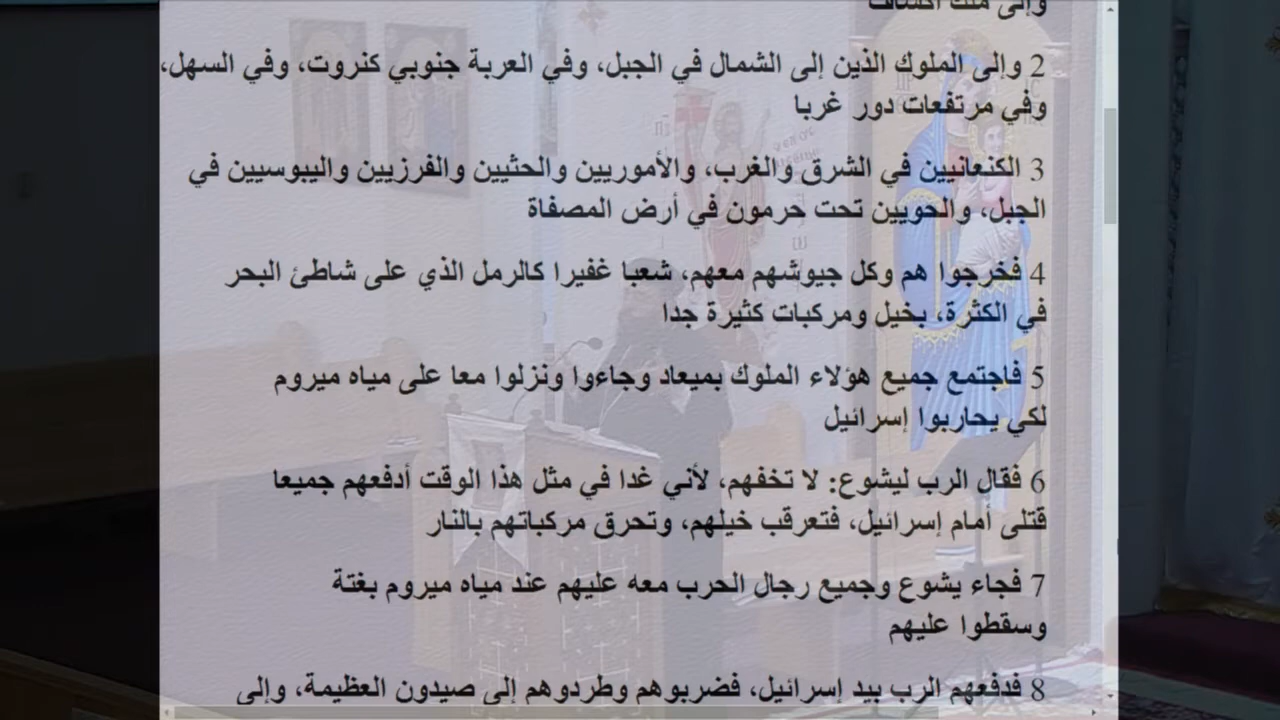 وإلى ملك أكشاف
2 وإلى الملوك الذين إلى الشمال في الجبل، وفي العربة جنوبي كنروت، وفي السهل،
وفي مرتفعات دور غربا
3 الكنعانيين في الشرق والغرب، والأموريين والحثيين والفرزيين واليبوسيين في
الجبل، والحويين تحت حرمون في أرض المصفاة
4 فخرجوا هم وكل جيوشهم معهم، شعبا غفيرا كالرمل الذي على شاطئ البحر
في الكثرة، بخيل ومركبات كثيرة جدا
5 فاجتمع جميع هؤلاء الملوك بميعاد وجاءوا ونزلوا معا على مياه ميروم
لكي يحاربوا إسرائيل
6 فقال الرب ليشوع: لا تخفهم، لأني غدا في مثل هذا الوقت أدفعهم جميعا
قتلى أمام إسرائيل، فتعرقب خيلهم، وتحرق مركباتهم بالنار
7 فجاء يشوع وجميع رجال الحرب معه عليهم عند مياه ميروم بغتة
وسقطوا عليهم
8 فدفعهم الرب بيد إسرائيل، فضربوهم وطردوهم إلى صيدون العظيمة، وإلى